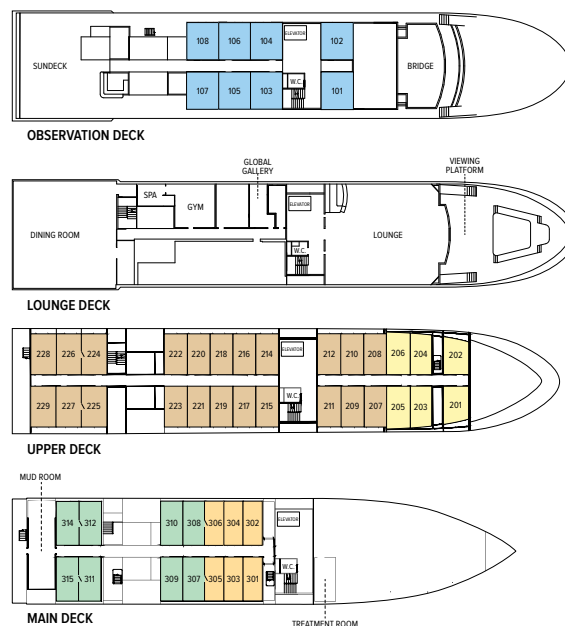 108 106 104 ELEVATOR 102
SUNDECK BRIDGE
W.C.
107 105 103 101
OBSERVATION DECK
GLOBAL
GALLERY
VIEWING
PLATFORM
SPA
GYM
ELEVATOR
DINING ROOM LOUNGE
W.C.
LOUNGE DECK
228 226 224 222 220 218 216 214 ELEVATOR 212 210 208 206 204 202
W.C.
229 227 225 223 221 219 217 215 211 209 207 205 203 201
UPPER DECK
MUD ROOM
314 312 310 308 306 304 302 ELEVATOR
W.C.
315 311 309 307 305 303 301
MAIN DECK
TREATMENT ROOM